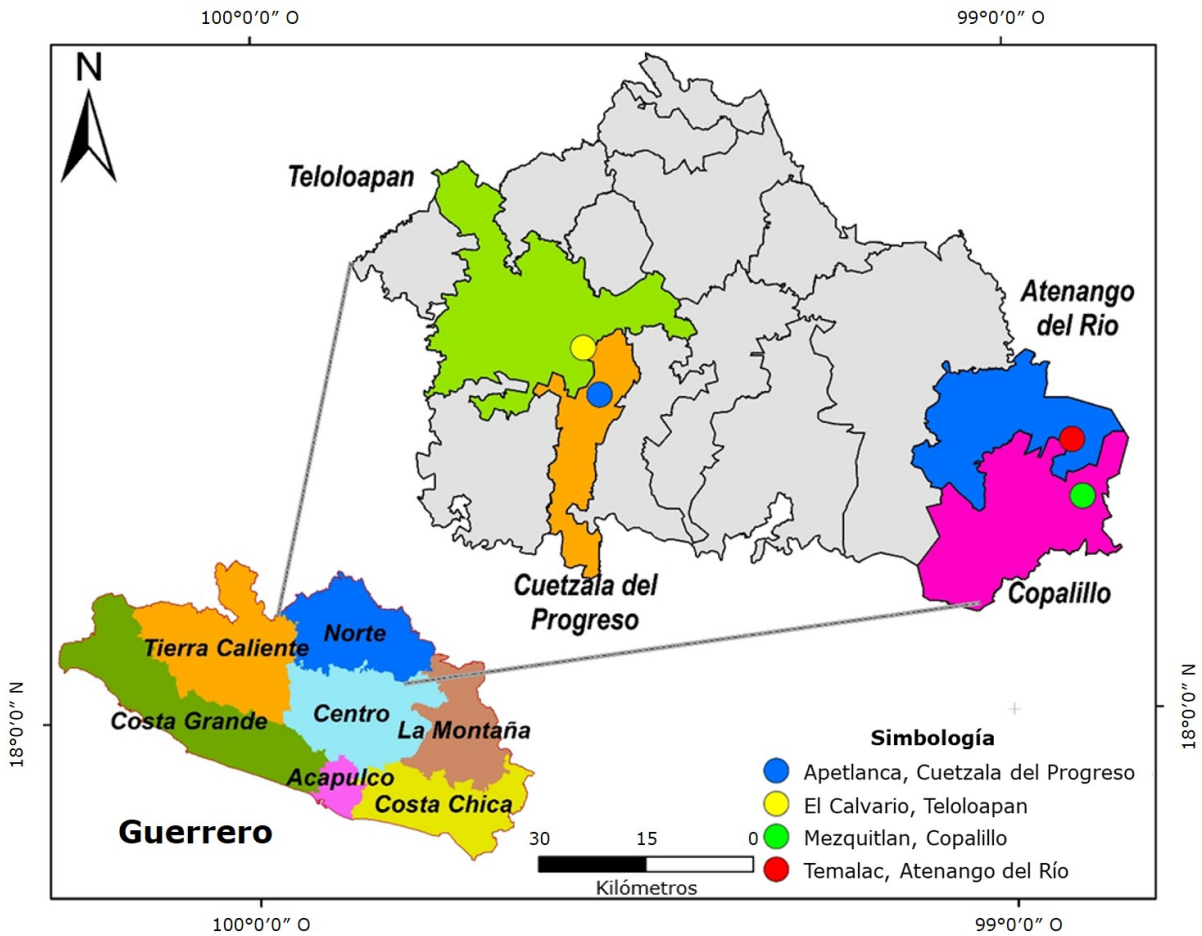 100°0’0” O
99°0’0” O
N
Teloloapan
Atenango
del Rio
Cuetzala del
Progreso
Copalillo
Norte
Tierra Caliente
Centro
Costa Grande
La Montaña
Acapulco
Costa Chica
Guerrero
18°0’0” N
18°0’0” N
Simbología
Apetlanca, Cuetzala del Progreso
El Calvario, Teloloapan
Mezquitlan, Copalillo
Temalac, Atenango del Río
30 15 0
Kilómetros
100°0’0” O
99°0’0” O